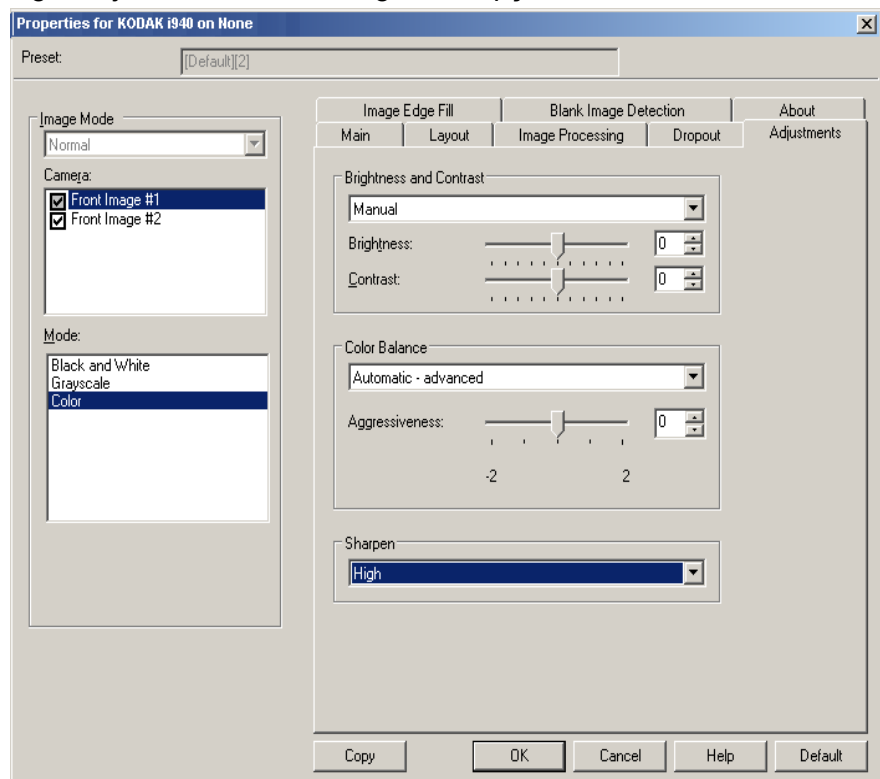 Properties for KODAK i940 on None
Preset: [Default][2]
Image Mode
Normal
Camera:
Front Image #1
Front Image #2
Mode:
Black and White
Grayscale
Color
Image Edge Fill Blank Image Detection About
Main Layout Image Processing Dropout Adjustments
Brightness and Contrast
Manual
Brightness: 0
Contrast: 0
Color Balance
Automatic - advanced
Aggressiveness: 0
-2 2
Sharpen
High
Copy OK Cancel Help Default